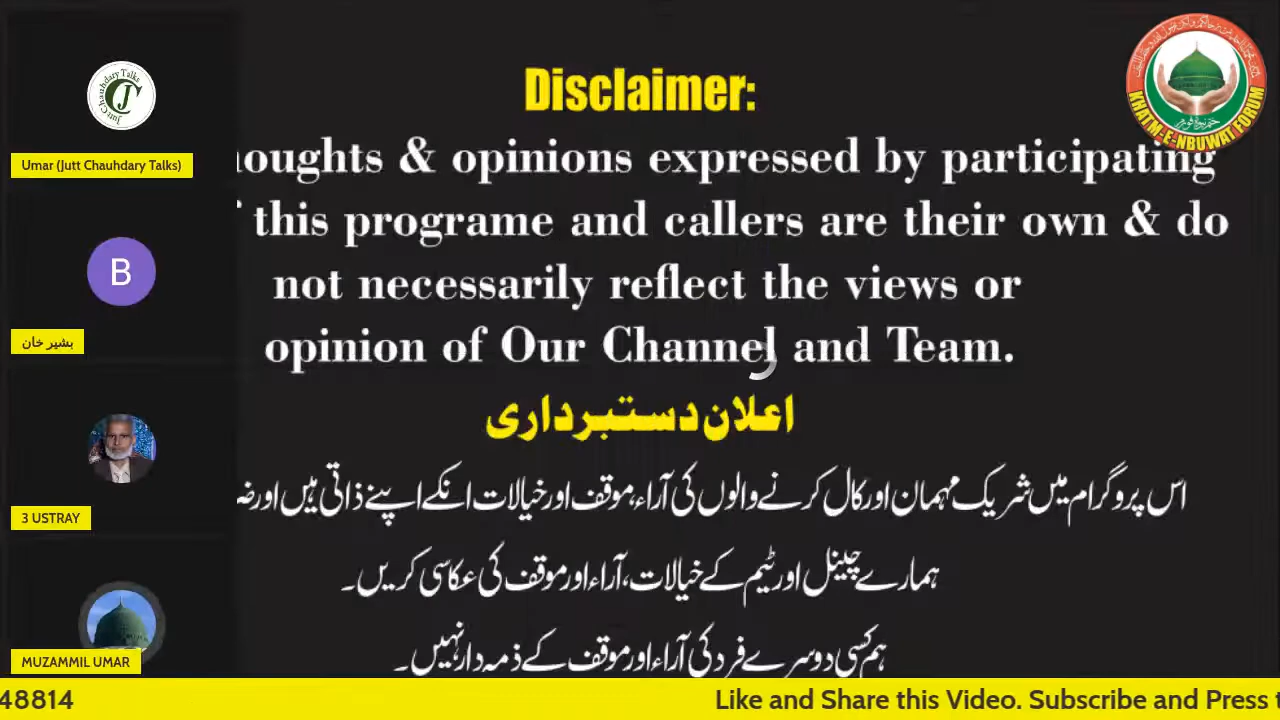 Umar (Jutt Chauhdary Talks)
B
بشیر خان
3 USTRAY
MUZAMMIL UMAR
KHATM-E-NBUWAT FORUM
Disclaimer:
houghts & opinions expressed by participating
this programe and callers are their own & do
not necessarily reflect the views or
opinion of Our Channel and Team.
اعلان دستبرداری
اس پروگرام میں شریک مہمان اور کال کرنے والوں کی آراء، موقف اور خیالات انکے اپنے ذاتی ہیں اور
ہمارے چینل اور ٹیم کے خیالات، آراء اور موقف کی عکاسی کریں۔
ہم کسی دوسرے فرد کی آراء اور موقف کے ذمہ دار نہیں۔
48814
Like and Share this Video. Subscribe and Press